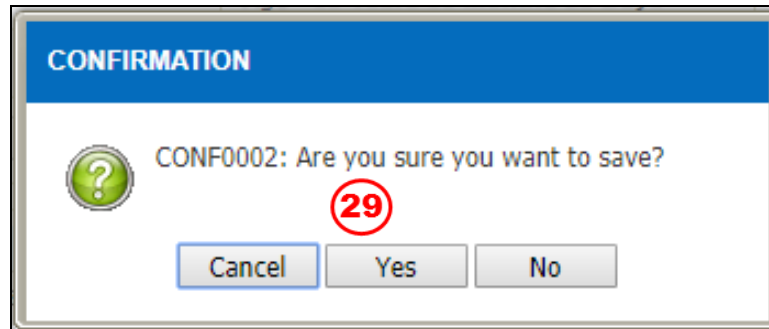 CONFIRMATION
CONF0002: Are you sure you want to save?
29
Cancel Yes No